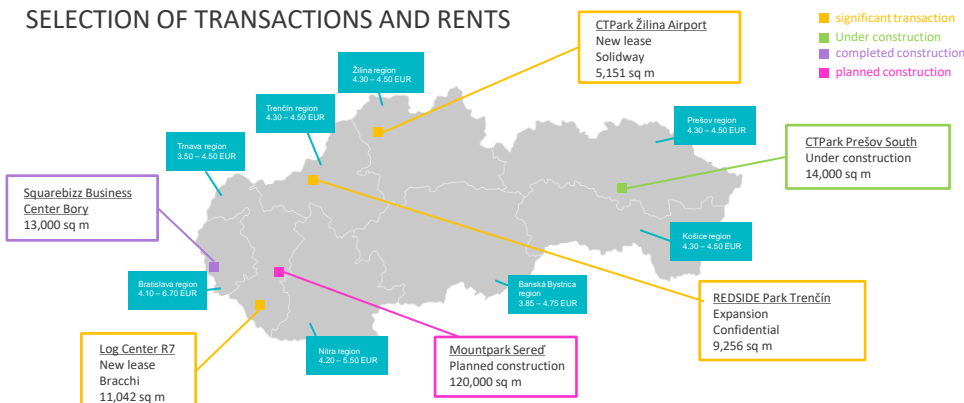 SELECTION OF TRANSACTIONS AND RENTS
significant transaction
Under construction
completed construction
planned construction
CTPark Žilina Airport
New lease
Solidway
5,151 sq m
Žilina region
4.30 – 4.50 EUR
Trenčín region
4.30 – 4.50 EUR
Prešov region
4.30 – 4.50 EUR
Trnava region
3.50 – 4.50 EUR
CTPark Prešov South
Under construction
14,000 sq m
Squarebizz Business
Center Bory
13,000 sq m
Košice region
4.30 – 4.50 EUR
Bratislava region
4.10 – 6.70 EUR
Banská Bystrica
region
3.85 – 4.75 EUR
REDSIDE Park Trenčín
Expansion
Confidential
9,256 sq m
Log Center R7
New lease
Bracchi
11,042 sq m
Nitra region
4.20 – 5.50 EUR
Mountpark Sereď
Planned construction
120,000 sq m